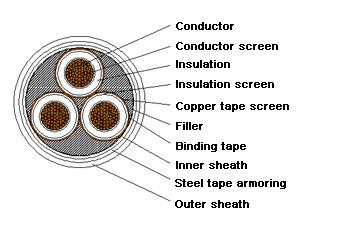 Conductor
Conductor screen
Insulation
Insulation screen
Copper tape screen
Filler
Binding tape
Inner sheath
Steel tape armoring
Outer sheath